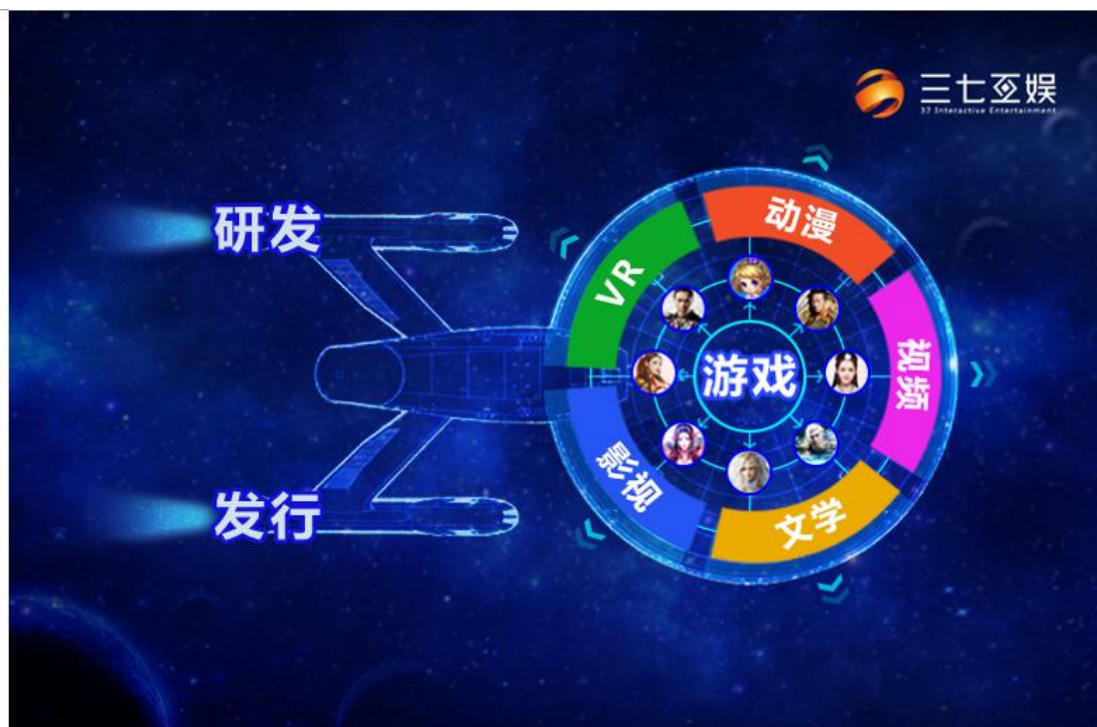 三七互娱
37 Interactive Entertainment
研发
发行
游戏
动漫
视频
文学
影视
VR